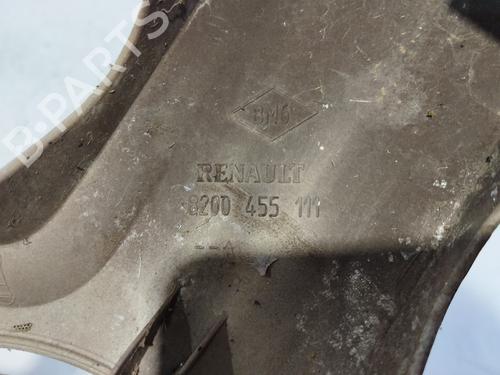 B-PARTS
RENAULT
8200 455 111
--A